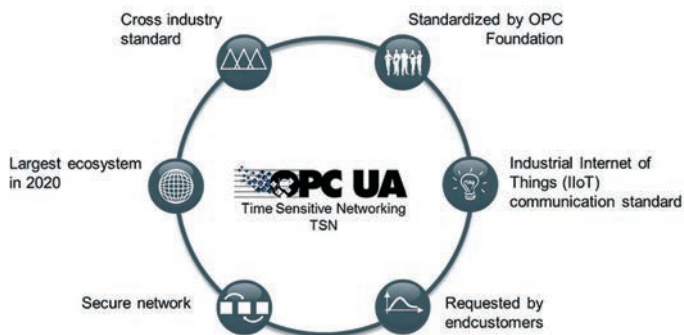 Cross industry
standard
Standardized by OPC
Foundation
Largest ecosystem
in 2020
OPC UA
Time Sensitive Networking
TSN
Industrial Internet of
Things (IIoT)
communication standard
Secure network
Requested by
endcustomers